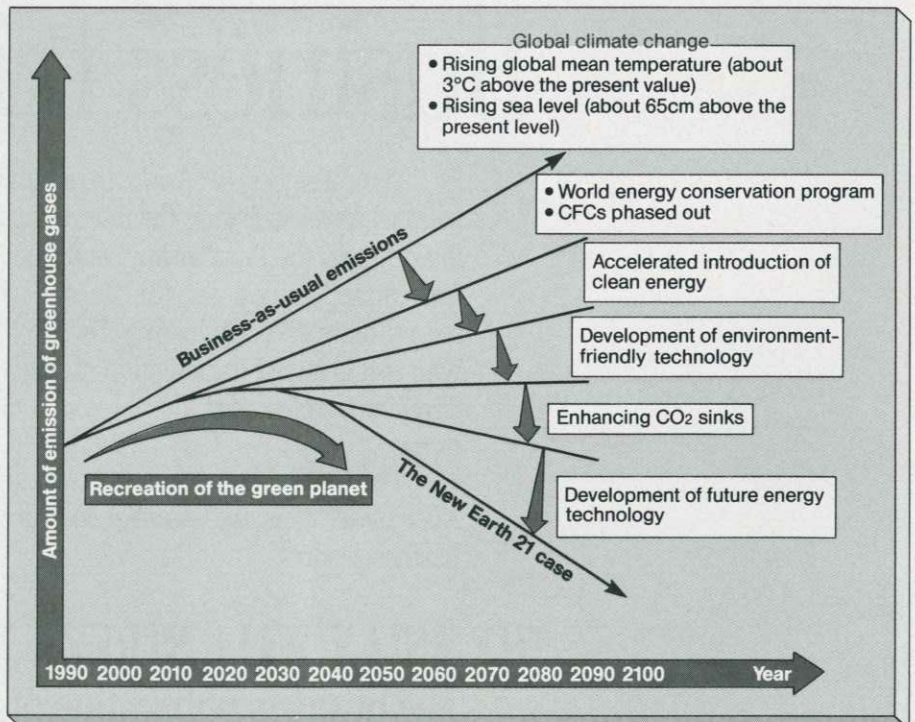 Global climate change
• Rising global mean temperature (about
3°C above the present value)
• Rising sea level (about 65cm above the
present level)
• World energy conservation program
• CFCs phased out
Accelerated introduction of
clean energy
Development of environment-
friendly technology
Enhancing CO₂ sinks
Development of future energy
technology
Business-as-usual emissions
Recreation of the green planet
The New Earth 21 case
Amount of emission of greenhouse gases
1990 2000 2010 2020 2030 2040 2050 2060 2070 2080 2090 2100 Year